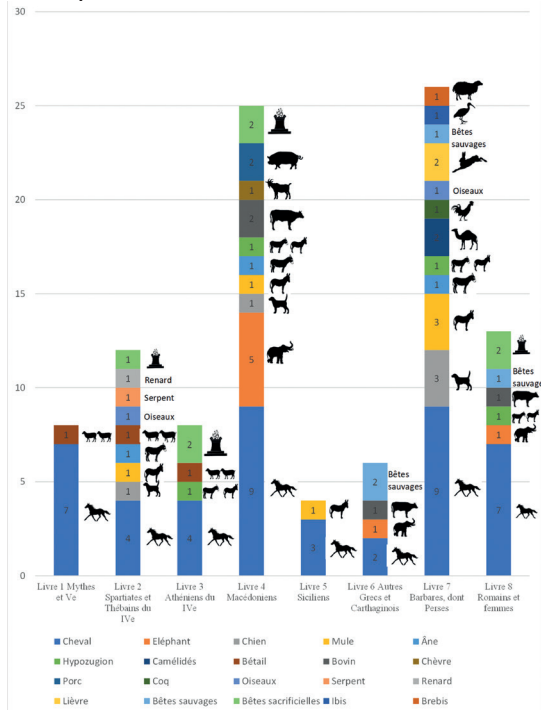 30
25
20
15
10
5
0
1
7
1
1 Renard
1 Serpent
1 Oiseaux
1
1
1
1
4
2
1
1
4
2
2
1
2
1
1
1
1
5
9
1
3
2 Bêtes
sauvages
1
1
2
1
1
1 Bêtes
sauvages
2
1 Oiseaux
1
2
1
1
3
3
9
2
1 Bêtes
sauvages
1
1
1
7
Livre 1 Mythes
et Ve
Livre 2
Spartiates et
Thébains du
IVe
Livre 3
Athéniens du
IVe
Livre 4
Macédoniens
Livre 5
Siciliens
Livre 6 Autres
Grecs et
Carthaginois
Livre 7
Barbares, dont
Perses
Livre 8
Romains et
femmes
Cheval Eléphant Chien Mule Âne
Hypozugion Camélidés Bétail Bovin Chèvre
Porc Coq Oiseaux Serpent Renard
Lièvre Bêtes sauvages Bêtes sacrificielles Ibis Brebis